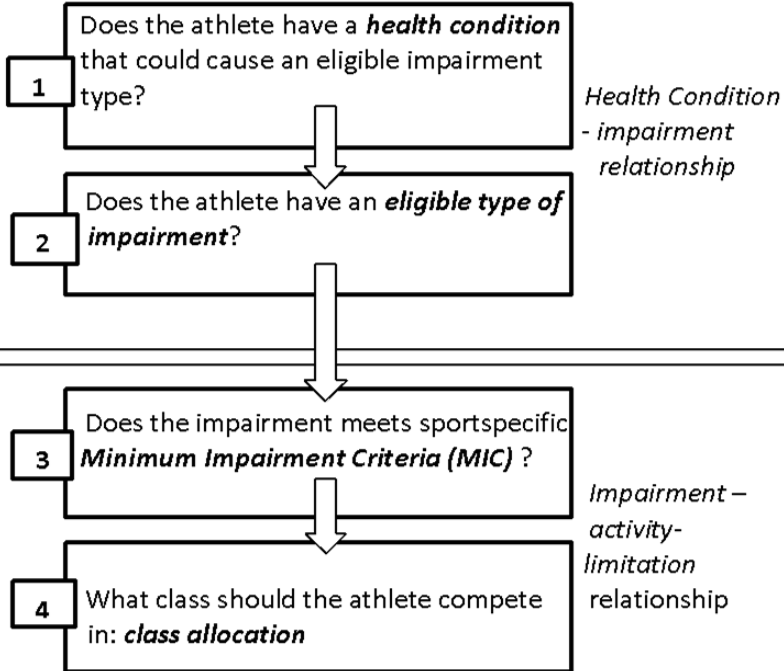 1
Does the athlete have a health condition
that could cause an eligible impairment
type?
Health Condition
- impairment
relationship
2
Does the athlete have an eligible type of
impairment?
3
Does the impairment meets sportspecific
Minimum Impairment Criteria (MIC) ?
Impairment –
activity-
limitation
relationship
4
What class should the athlete compete
in: class allocation